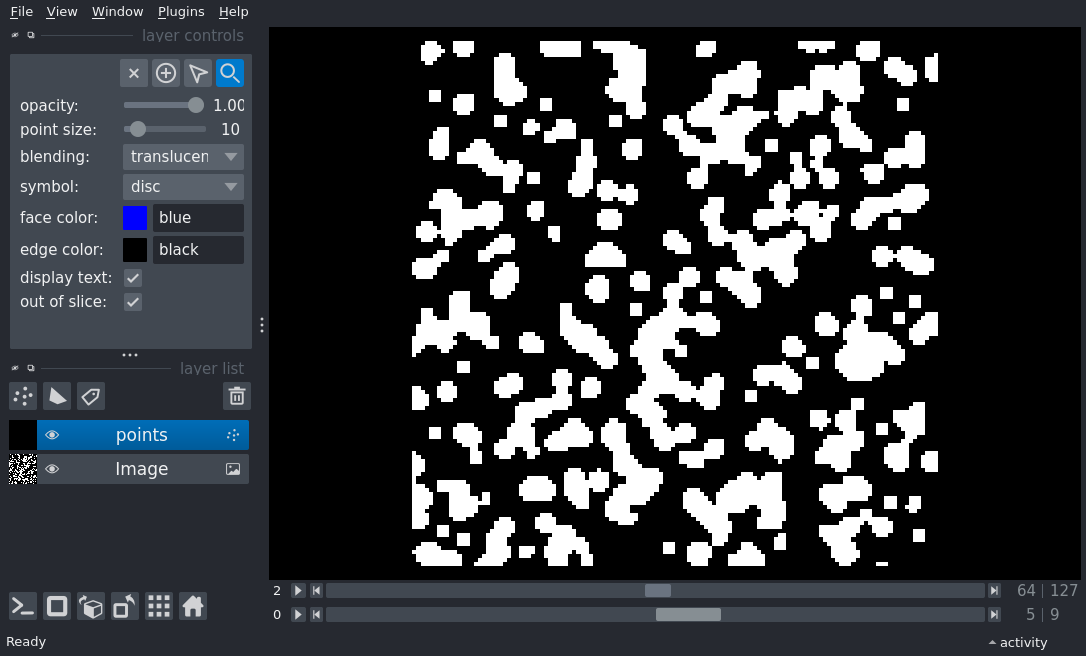 File View Window Plugins Help
layer controls
opacity: 1.00
point size: 10
blending: translucen
symbol: disc
face color: blue
edge color: black
display text:
out of slice:
layer list
points
Image
2 64 | 127
0 5 | 9
Ready
activity